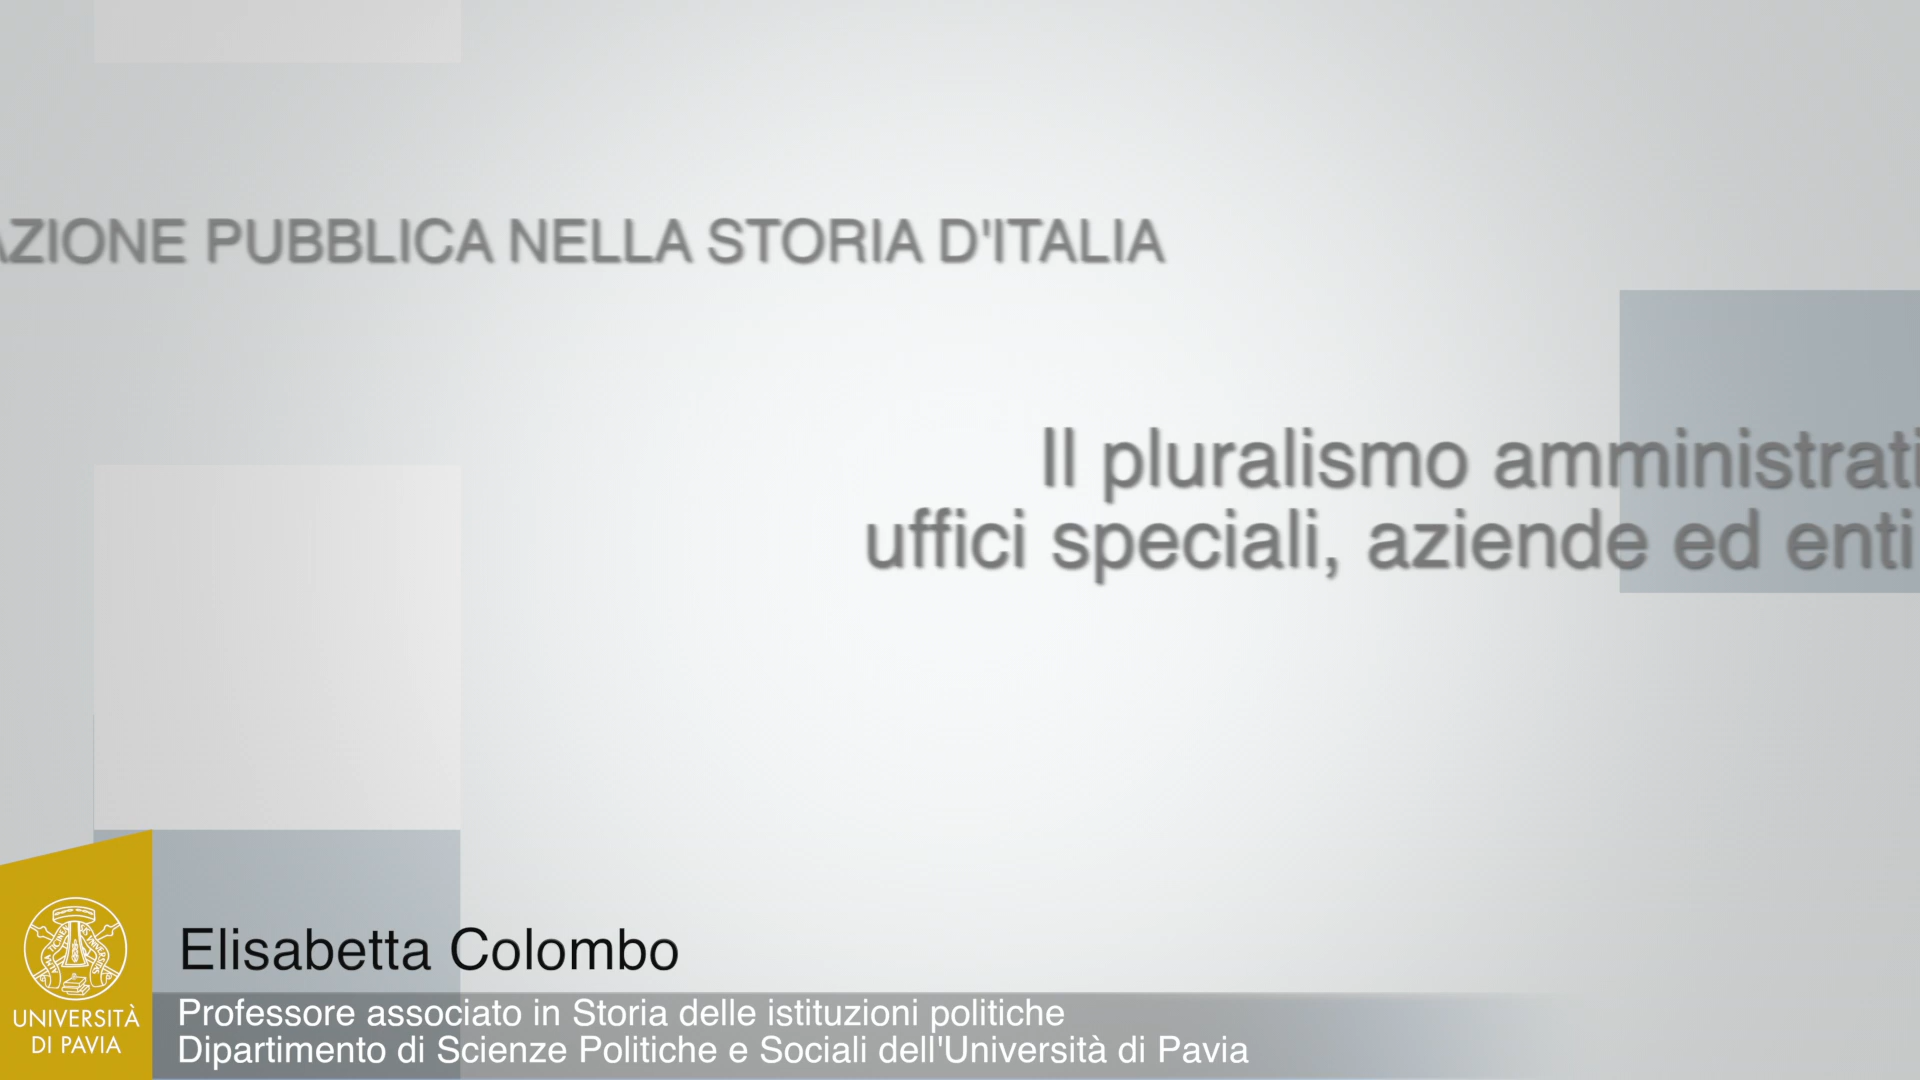 AZIONE PUBBLICA NELLA STORIA D'ITALIA
Il pluralismo amministrati
uffici speciali, aziende ed enti
Elisabetta Colombo
Professore associato in Storia delle istituzioni politiche
Dipartimento di Scienze Politiche e Sociali dell'Università di Pavia
UNIVERSITÀ
DI PAVIA